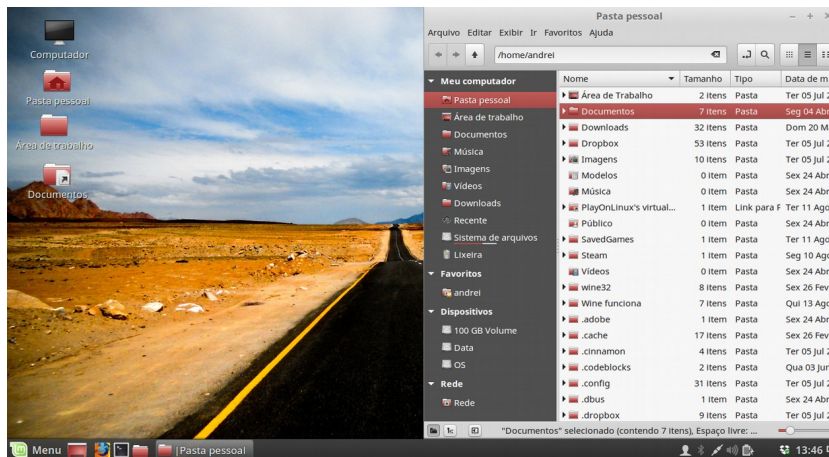 Computador
Pasta pessoal
Área de trabalho
Documentos
Pasta pessoal
Arquivo Editar Exibir Ir Favoritos Ajuda
/home/andrei
Meu computador
Pasta pessoal
Área de trabalho
Documentos
Música
Imagens
Vídeos
Downloads
Recente
Sistema de arquivos
Lixeira
Favoritos
andrei
Dispositivos
100 GB Volume
Data
OS
Rede
Rede
Nome Tamanho Tipo Data de m
Área de Trabalho 2 itens Pasta Ter 05 Jul 2
Documentos 7 itens Pasta Seg 04 Abr
Downloads 32 itens Pasta Dom 20 M
Dropbox 53 itens Pasta Ter 05 Jul 2
Imagens 10 itens Pasta Ter 05 Jul 2
Modelos 0 item Pasta Sex 24 Abr
Música 0 item Pasta Sex 24 Abr
PlayOnLinux's virtual... 1 item Link para P Ter 11 Ago
Público 0 item Pasta Sex 24 Abr
SavedGames 1 item Pasta Ter 11 Ago
Steam 1 item Pasta Seg 10 Ago
Vídeos 0 item Pasta Sex 24 Abr
wine32 8 itens Pasta Sex 26 Fev
Wine funciona 7 itens Pasta Qui 13 Ago
.adobe 1 item Pasta Sex 24 Abr
.cache 17 itens Pasta Sex 26 Fev
.cinnamon 4 itens Pasta Ter 05 Jul 2
.codeblocks 2 itens Pasta Qua 03 Jun
.config 31 itens Pasta Ter 05 Jul 2
.dbus 1 item Pasta Sex 24 Abr
.dropbox 9 itens Pasta Ter 05 Jul 2
"Documentos" selecionado (contendo 7 itens), Espaço livre: ...
Menu Pasta pessoal 13:46